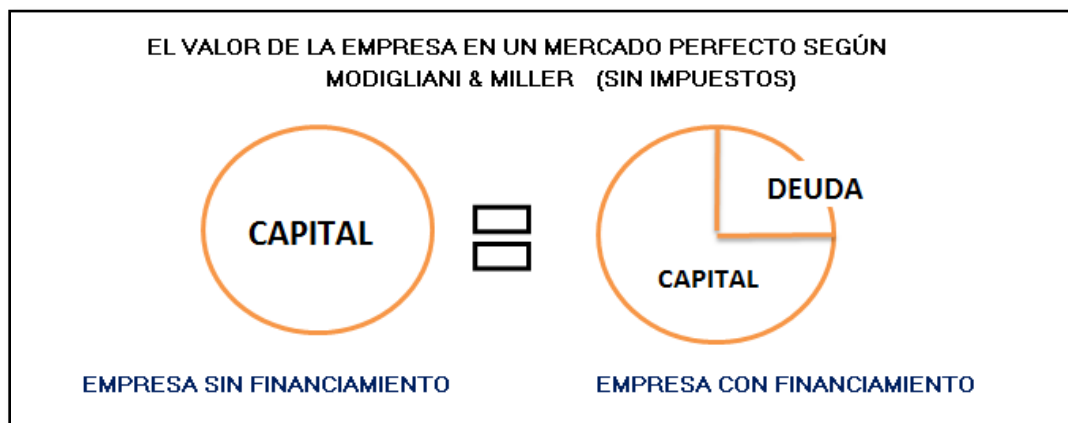 EL VALOR DE LA EMPRESA EN UN MERCADO PERFECTO SEGÚN
MODIGLIANI & MILLER (SIN IMPUESTOS)
CAPITAL
DEUDA
CAPITAL
EMPRESA SIN FINANCIAMIENTO
EMPRESA CON FINANCIAMIENTO